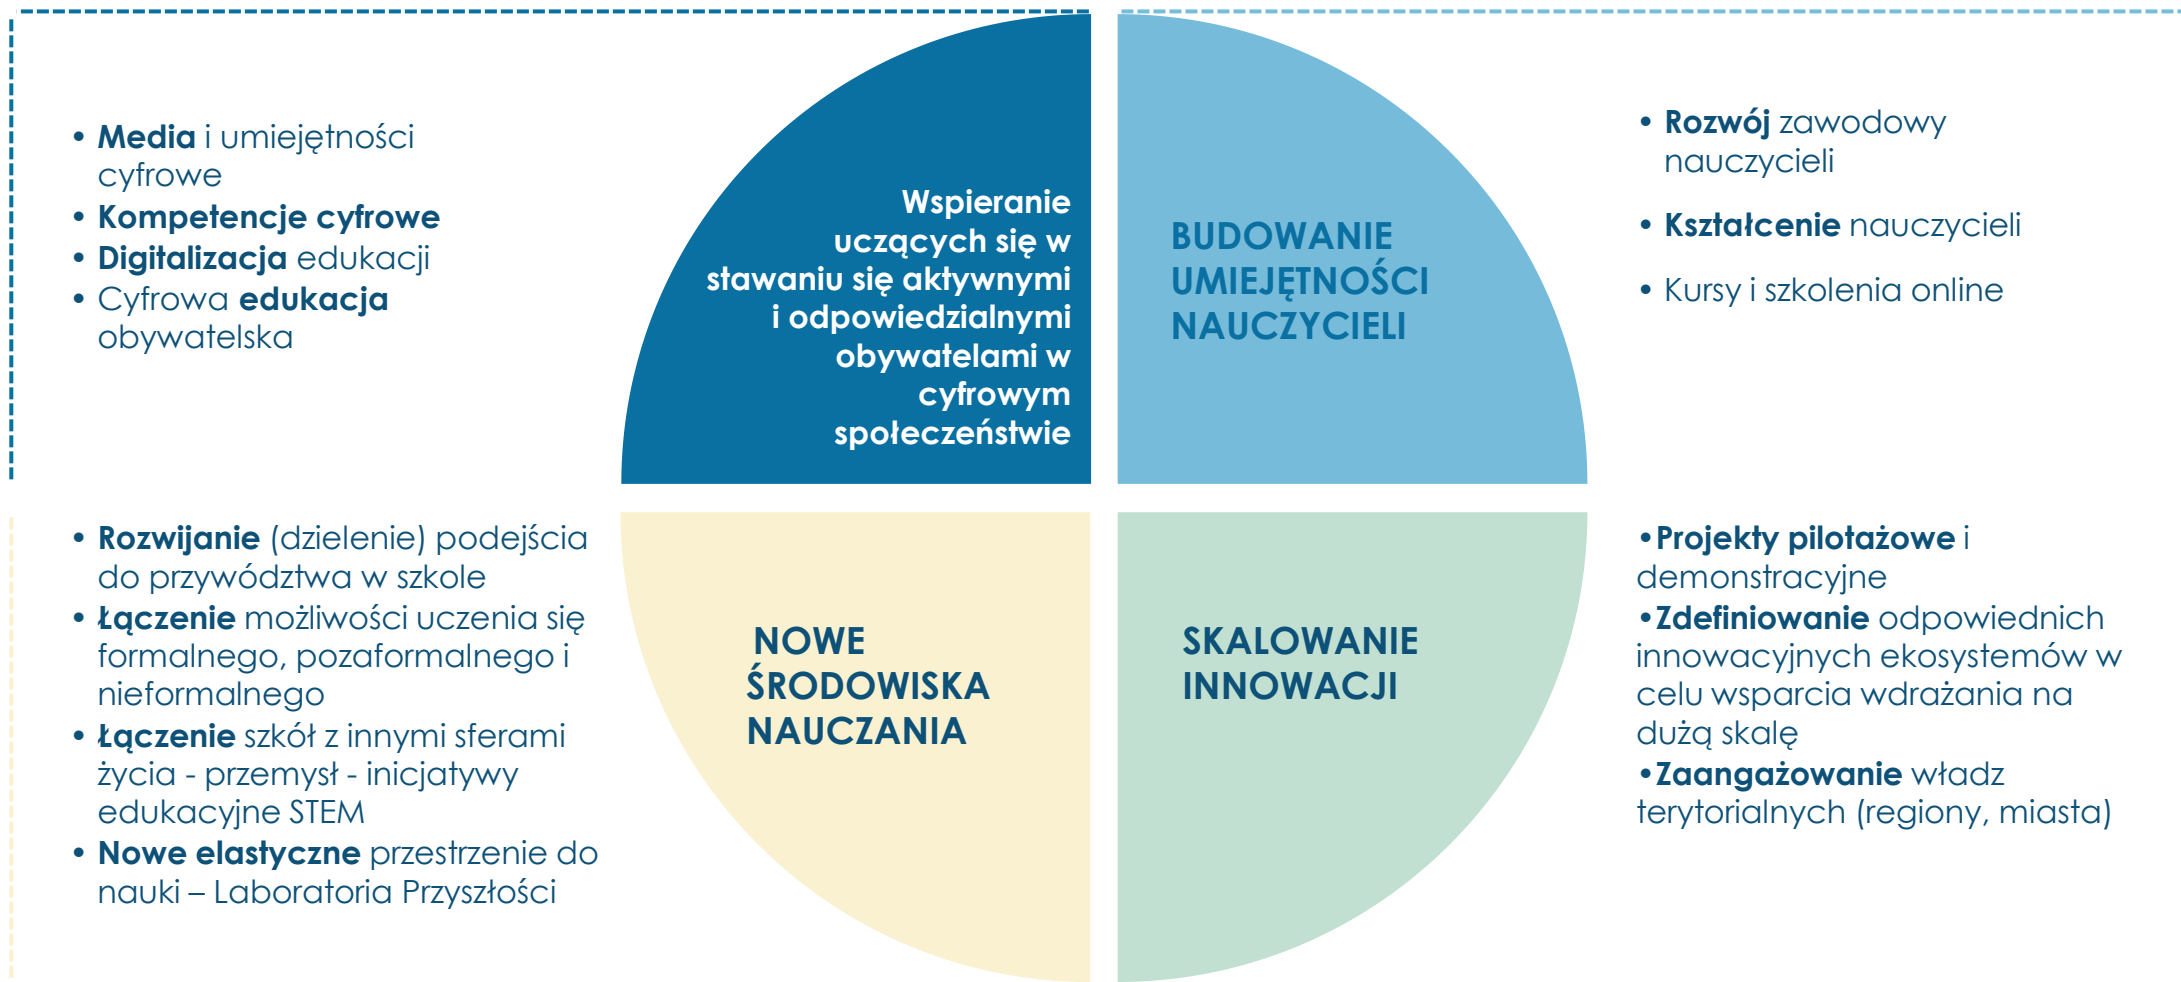 • Media i umiejętności
cyfrowe
• Kompetencje cyfrowe
• Digitalizacja edukacji
• Cyfrowa edukacja
obywatelska
Wspieranie
uczących się w
stawaniu się aktywnymi
i odpowiedzialnymi
obywatelami w
cyfrowym
społeczeństwie
BUDOWANIE
UMIEJĘTNOŚCI
NAUCZYCIELI
• Rozwój zawodowy
nauczycieli
• Kształcenie nauczycieli
• Kursy i szkolenia online
• Rozwijanie (dzielenie) podejścia
do przywództwa w szkole
• Łączenie możliwości uczenia się
formalnego, pozaformalnego i
nieformalnego
• Łączenie szkół z innymi sferami
życia - przemysł - inicjatywy
edukacyjne STEM
• Nowe elastyczne przestrzenie do
nauki – Laboratoria Przyszłości
NOWE
ŚRODOWISKA
NAUCZANIA
SKALOWANIE
INNOWACJI
•Projekty pilotażowe i
demonstracyjne
•Zdefiniowanie odpowiednich
innowacyjnych ekosystemów w
celu wsparcia wdrażania na
dużą skalę
•Zaangażowanie władz
terytorialnych (regiony, miasta)